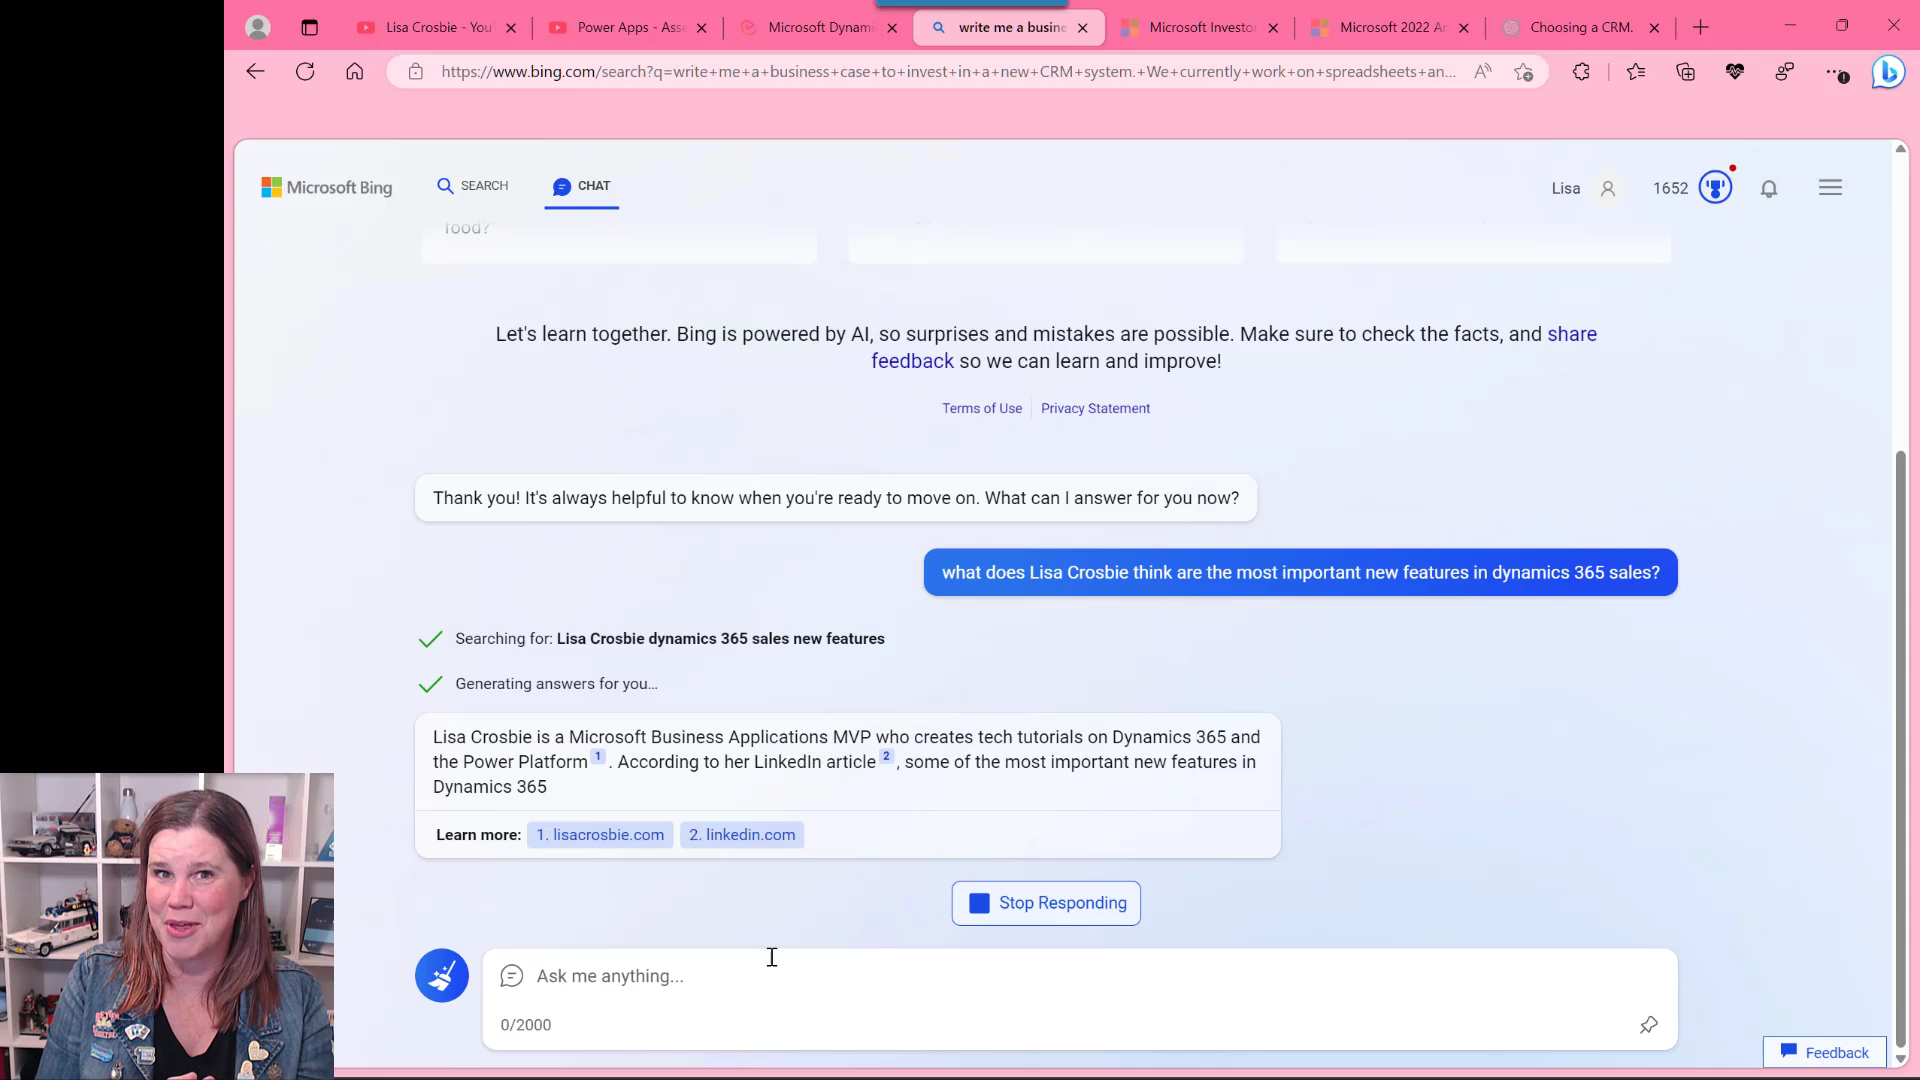 Lisa Crosbie - You
Power Apps - Ass
Microsoft Dynami
write me a busine
Microsoft Investor
Microsoft 2022 An
Choosing a CRM.
https://www.bing.com/search?q=write+me+a+business+case+to+invest+in+a+new+CRM+system.+We+currently+work+on+spreadsheets+an...
Microsoft Bing
SEARCH
CHAT
Lisa
1652
food?
Let's learn together. Bing is powered by AI, so surprises and mistakes are possible. Make sure to check the facts, and share
feedback so we can learn and improve!
Terms of Use
Privacy Statement
Thank you! It's always helpful to know when you're ready to move on. What can I answer for you now?
what does Lisa Crosbie think are the most important new features in dynamics 365 sales?
Searching for: Lisa Crosbie dynamics 365 sales new features
Generating answers for you...
Lisa Crosbie is a Microsoft Business Applications MVP who creates tech tutorials on Dynamics 365 and
the Power Platform 1 . According to her LinkedIn article 2 , some of the most important new features in
Dynamics 365
Learn more: 1. lisacrosbie.com 2. linkedin.com
Stop Responding
Ask me anything...
0/2000
Feedback